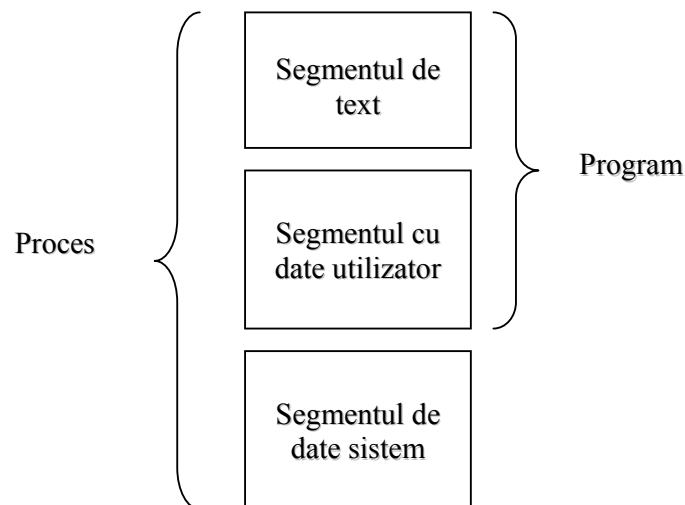 Segmentul de
text
Program
Proces
Segmentul cu
date utilizator
Segmentul de
date sistem